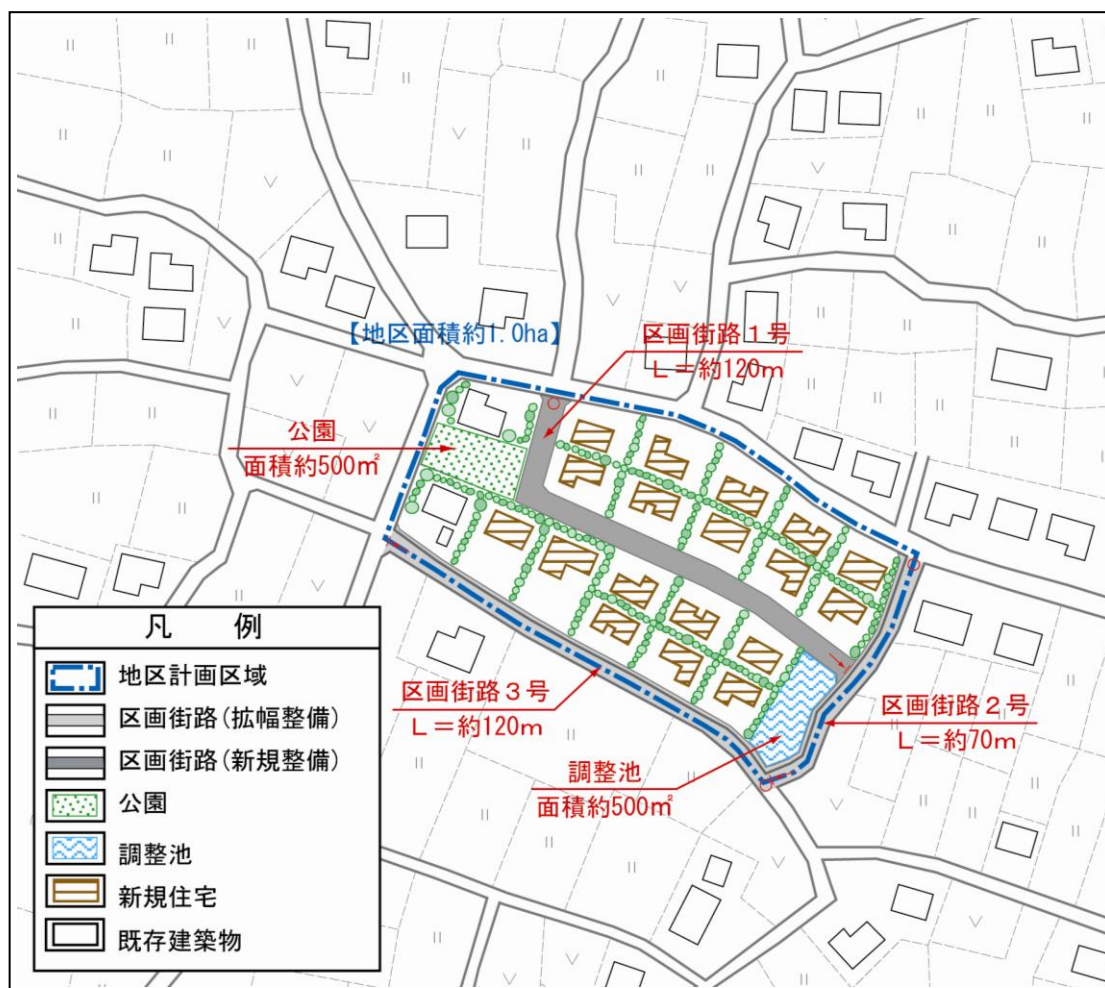 【地区面積約1.0ha】
区画街路1号
L=約120m
公園
面積約500㎡
区画街路3号
L=約120m
区画街路2号
L=約70m
調整池
面積約500㎡
凡 例
地区計画区域
区画街路(拡幅整備)
区画街路(新規整備)
公園
調整池
新規住宅
既存建築物